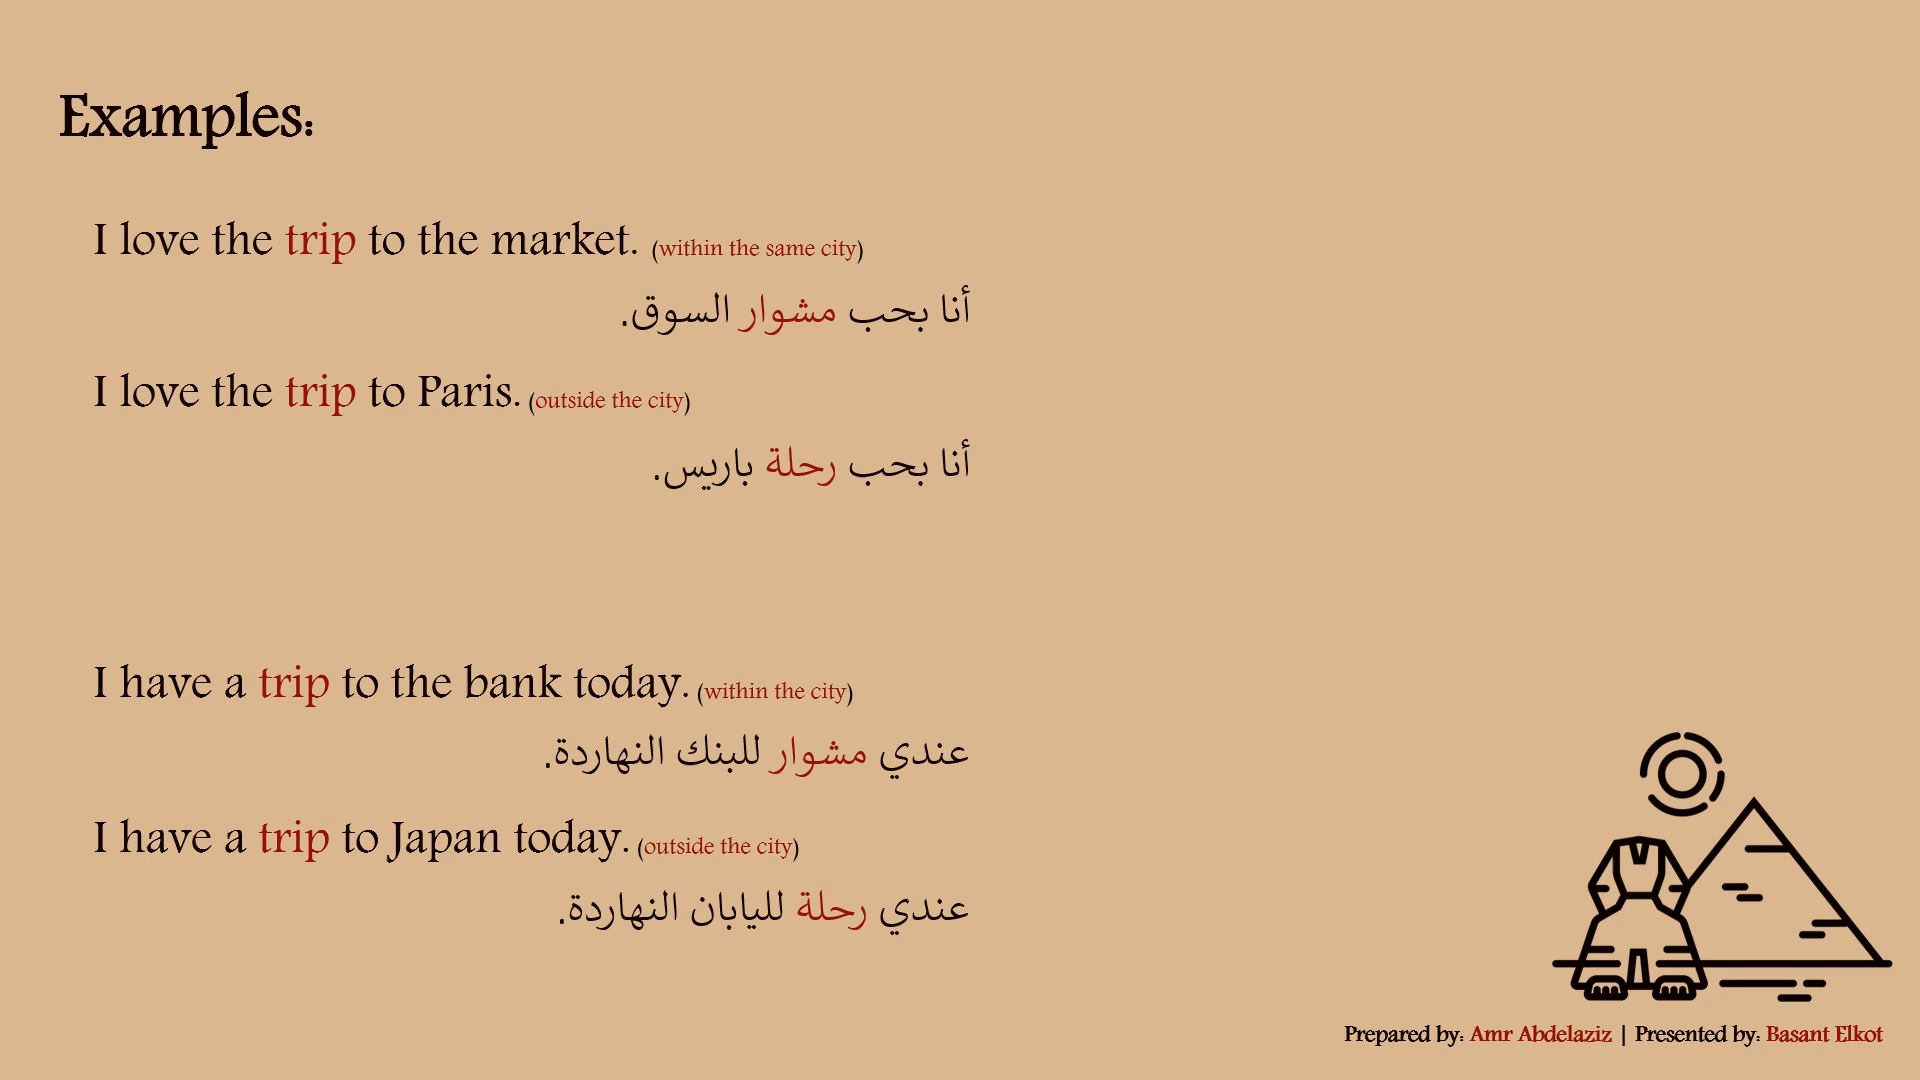 Examples:
I love the trip to the market. (within the same city)
أنا بحب مشوار السوق.
I love the trip to Paris. (outside the city)
أنا بحب رحلة باريس.
I have a trip to the bank today. (within the city)
عندي مشوار للبنك النهاردة.
I have a trip to Japan today. (outside the city)
عندي رحلة لليابان النهاردة.
Prepared by: Amr Abdelaziz | Presented by: Basant Elkot